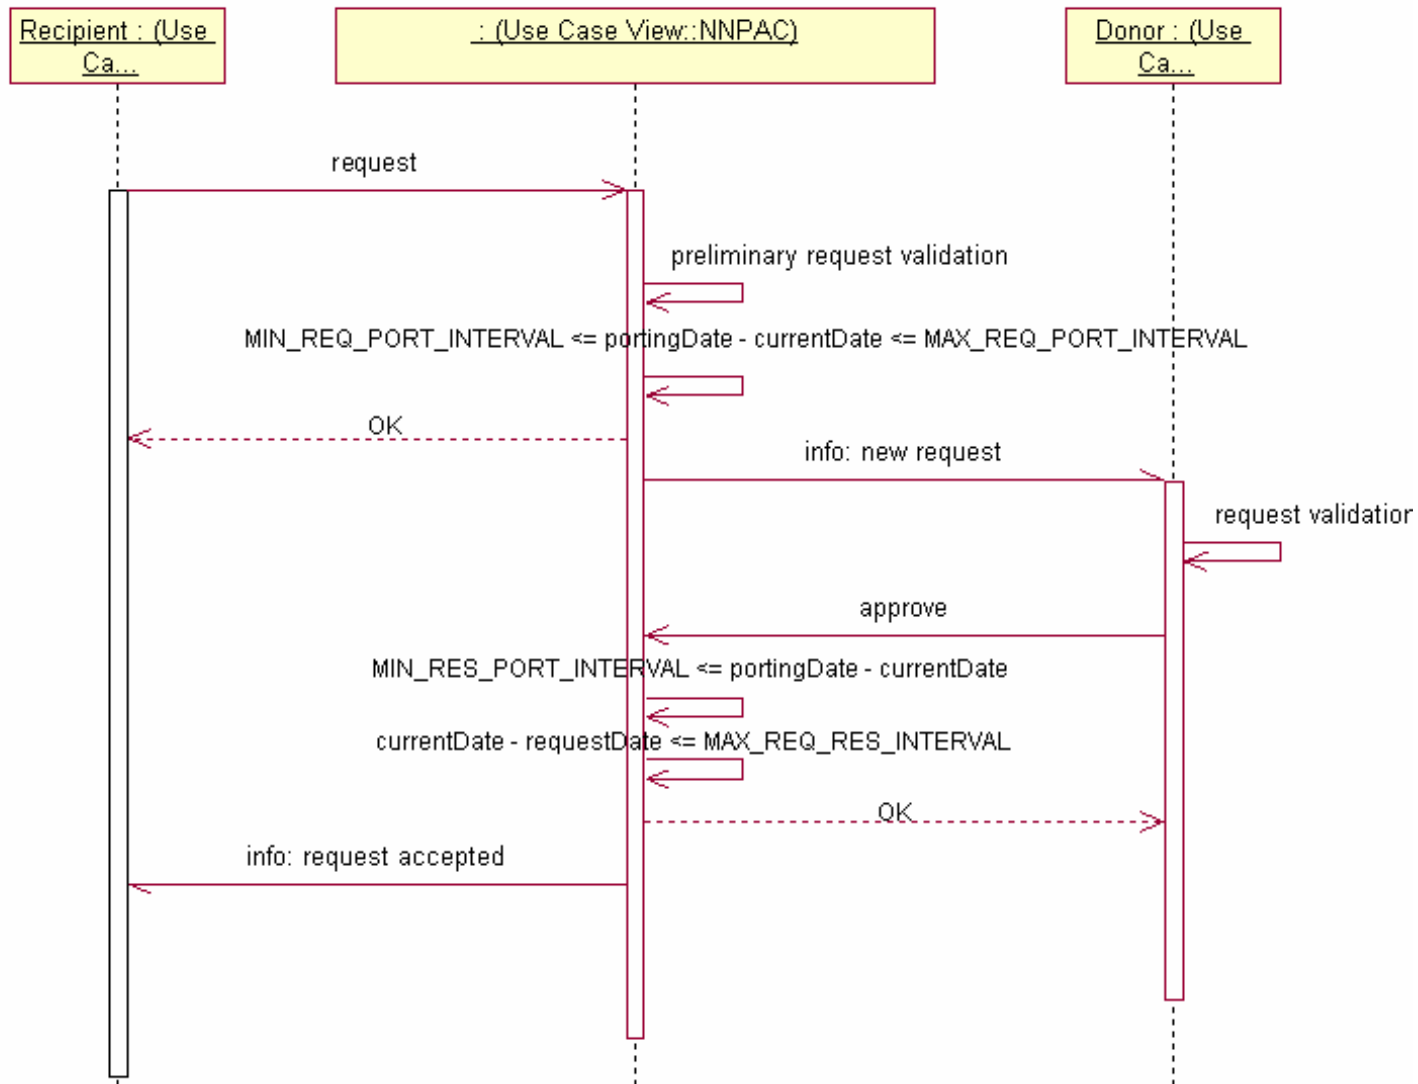 Recipient : (Use
Ca...
: (Use Case View::NNPAC)
Donor : (Use
Ca...
request
preliminary request validation
MIN_REQ_PORT_INTERVAL <= portingDate - currentDate <= MAX_REQ_PORT_INTERVAL
OK
info: new request
request validation
approve
MIN_RES_PORT_INTERVAL <= portingDate - currentDate
currentDate - requestDate <= MAX_REQ_RES_INTERVAL
OK
info: request accepted